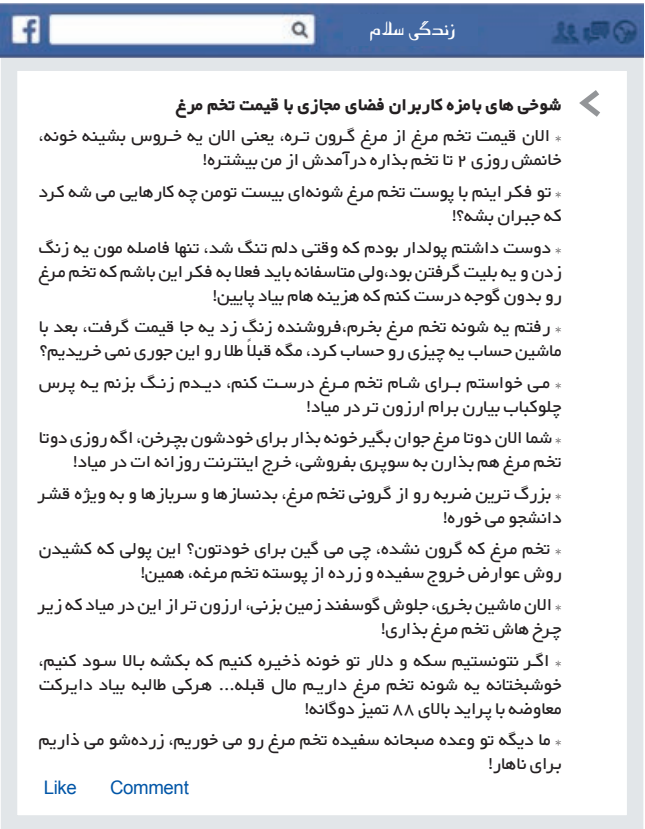 زندگی سلام
شوخی های بامزه کاربران فضای مجازی با قیمت تخم مرغ
* الان قیمت تخم مرغ از مرغ گرون تره، یعنی الان یه خروس بشینه خونه،
خانمش روزی ۲ تا تخم بذاره درآمدش از من بیشتره!
* تو فکر اینم با پوست تخم مرغ شونه‌ای بیست تومن چه کارهایی می شه کرد
که جبران بشه؟!
* دوست داشتم پولدار بودم که وقتی دلم تنگ شد، تنها فاصله مون یه زنگ
زدن و یه بلیت گرفتن بود،ولی متاسفانه باید فعلا به فکر این باشم که تخم مرغ
رو بدون گوجه درست کنم که هزینه هام بیاد پایین!
* رفتم یه شونه تخم مرغ بخرم،فروشنده زنگ زد یه جا قیمت گرفت، بعد با
ماشین حساب یه چیزی رو حساب کرد، مگه قبلاً طلا رو این جوری نمی خریدیم؟
* می خواستم برای شام تخم مرغ درست کنم، دیدم زنگ بزنم یه پرس
چلوکباب بیارن برام ارزون تر در میاد!
* شما الان دوتا مرغ جوان بگیر خونه بذار برای خودشون بچرخن، اگه روزی دوتا
تخم مرغ هم بذارن به سوپری بفروشی، خرج اینترنت روزانه ات در میاد!
* بزرگ ترین ضربه رو از گرونی تخم مرغ، بدنسازها و سربازها و به ویژه قشر
دانشجو می خوره!
* تخم مرغ که گرون نشده، چی می گین برای خودتون؟ این پولی که کشیدن
روش عوارض خروج سفیده و زرده از پوسته تخم مرغه، همین!
* الان ماشین بخری، جلوش گوسفند زمین بزنی، ارزون تر از این در میاد که زیر
چرخ هاش تخم مرغ بذاری!
* اگر نتونستیم سکه و دلار تو خونه ذخیره کنیم که بکشه بالا سود کنیم،
خوشبختانه یه شونه تخم مرغ داریم مال قبله... هرکی طالبه بیاد دایرکت
معاوضه با پراید بالای ۸۸ تمیز دوگانه!
* ما دیگه تو وعده صبحانه سفیده تخم مرغ رو می خوریم، زرده‌شو می ذاریم
برای ناهار!
Like Comment